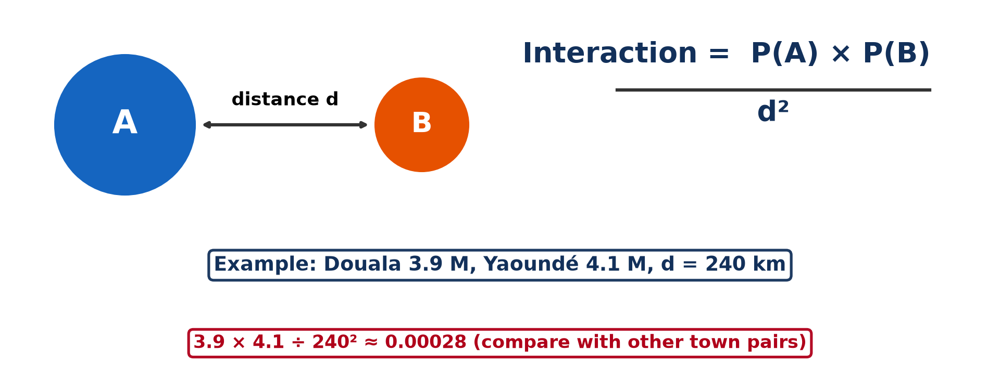 Interaction = P(A) × P(B)
d²
distance d
A
B
Example: Douala 3.9 M, Yaoundé 4.1 M, d = 240 km
3.9 × 4.1 ÷ 240² ≈ 0.00028 (compare with other town pairs)